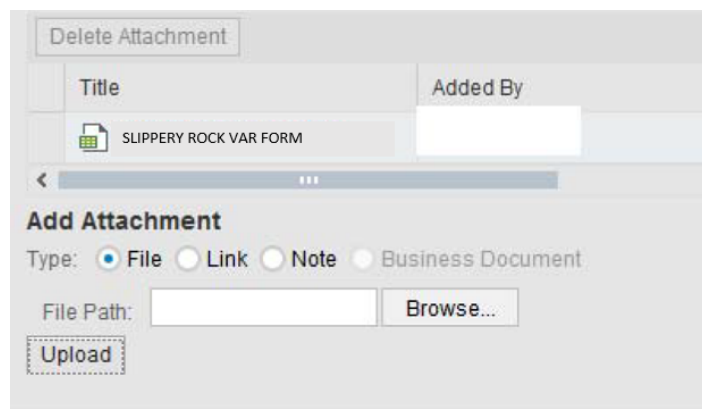 Delete Attachment
Title Added By
SLIPPERY ROCK VAR FORM
Add Attachment
Type: File Link Note Business Document
File Path: Browse...
Upload